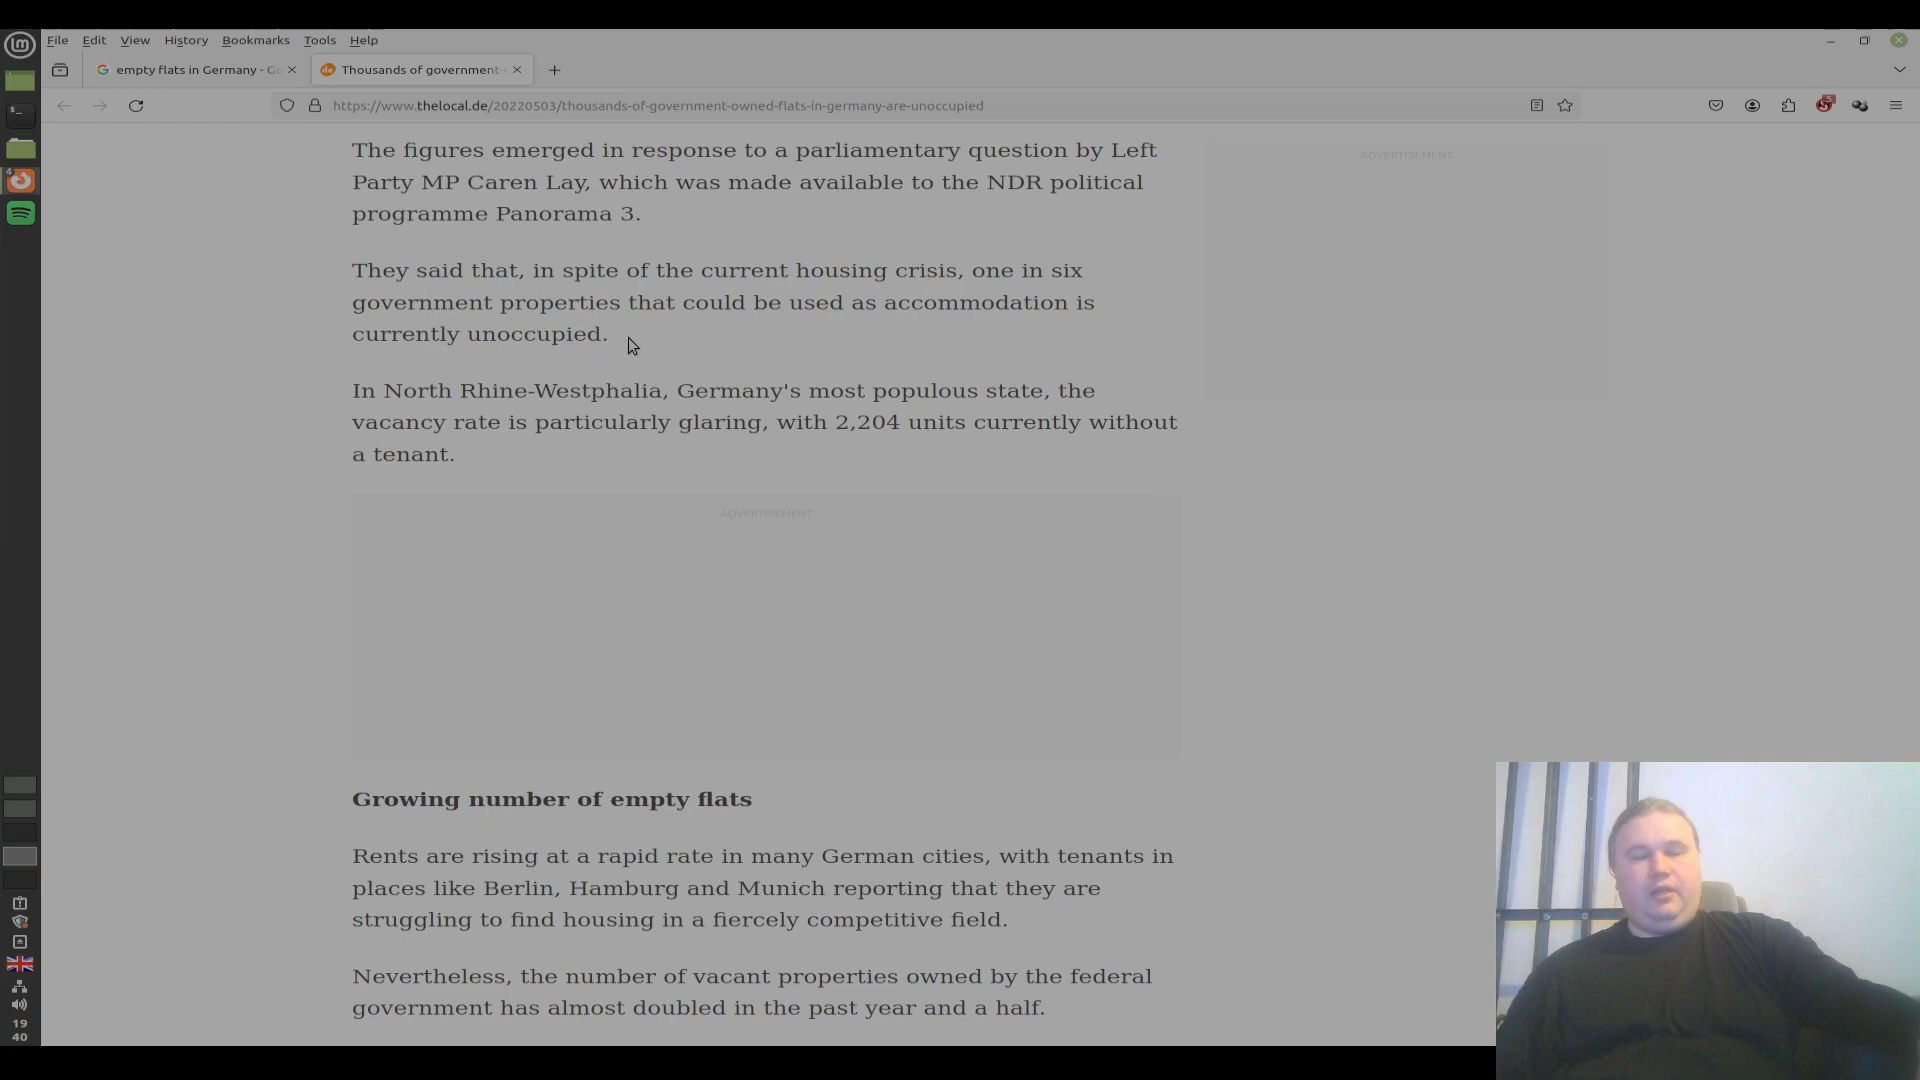 File Edit View History Bookmarks Tools Help
empty flats in Germany - Go
Thousands of government-
https://www.thelocal.de/20220503/thousands-of-government-owned-flats-in-germany-are-unoccupied
The figures emerged in response to a parliamentary question by Left
Party MP Caren Lay, which was made available to the NDR political
programme Panorama 3.
ADVERTISEMENT
They said that, in spite of the current housing crisis, one in six
government properties that could be used as accommodation is
currently unoccupied.
In North Rhine-Westphalia, Germany's most populous state, the
vacancy rate is particularly glaring, with 2,204 units currently without
a tenant.
ADVERTISEMENT
Growing number of empty flats
Rents are rising at a rapid rate in many German cities, with tenants in
places like Berlin, Hamburg and Munich reporting that they are
struggling to find housing in a fiercely competitive field.
Nevertheless, the number of vacant properties owned by the federal
government has almost doubled in the past year and a half.
19
40